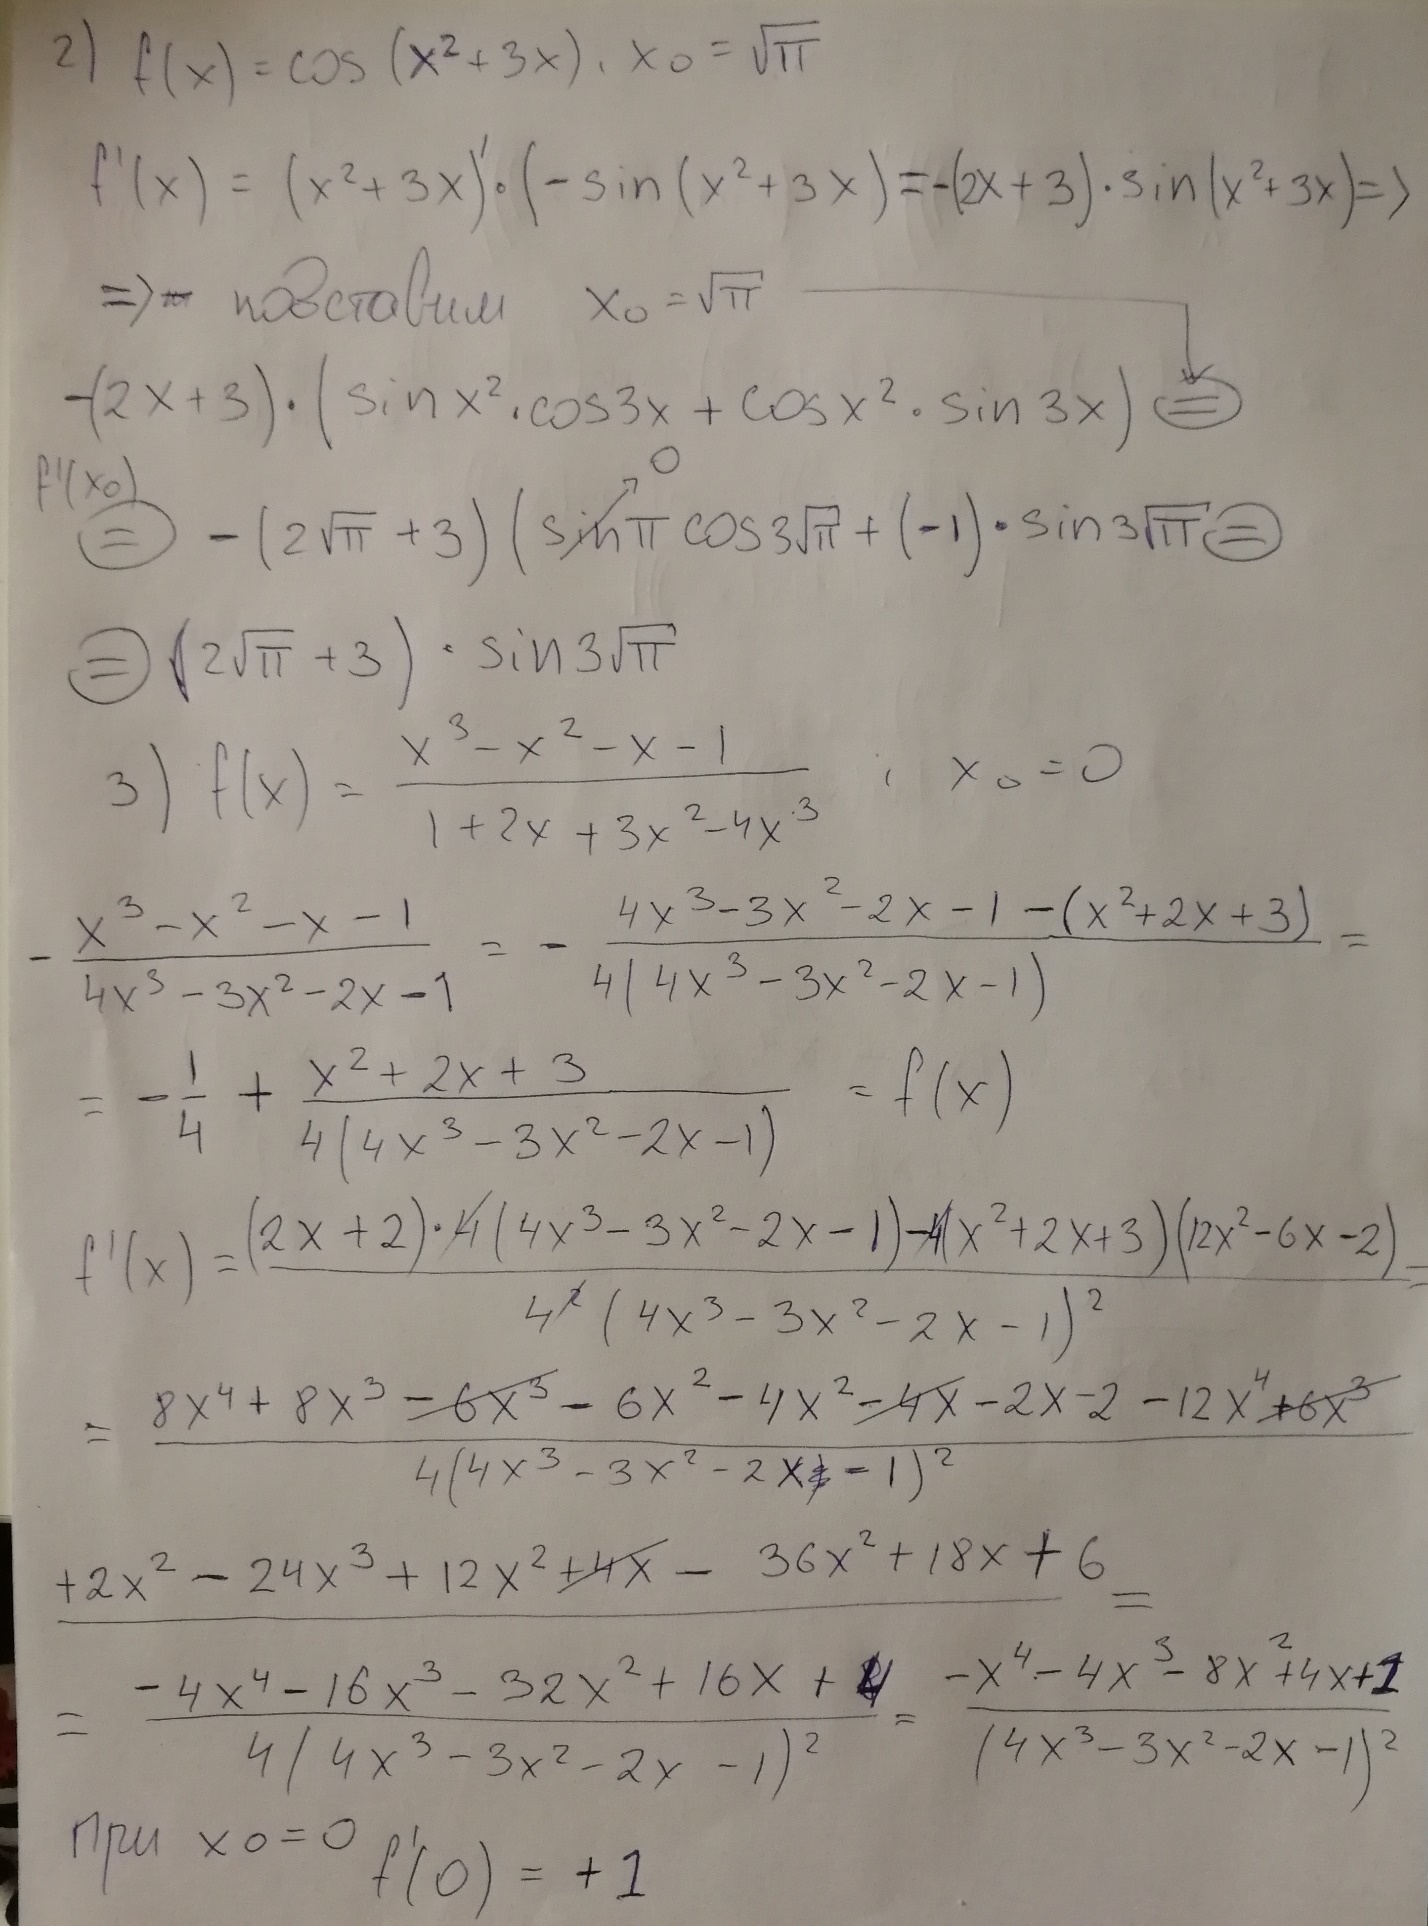 2) f(x) = cos (x² + 3x), x₀ = √π
f'(x) = (x² + 3x)' · (-sin(x² + 3x) = -(2x + 3) · sin(x² + 3x) =>
=> подставим x₀ = √π
-(2x + 3) · (sin x² · cos3x + cos x² · sin 3x) =
f'(x₀)
= - (2√π + 3) (sin π cos 3√π + (-1) · sin 3√π =
0
= (2√π + 3) · sin 3√π
3) f(x) = (x³ - x² - x - 1)/(1 + 2x + 3x² - 4x³) ; x₀ = 0
- (x³ - x² - x - 1)/(4x³ - 3x² - 2x - 1) = - (4x³ - 3x² - 2x - 1 - (x² + 2x + 3))/(4(4x³ - 3x² - 2x - 1)) =
= - 1/4 + (x² + 2x + 3)/(4(4x³ - 3x² - 2x - 1)) = f(x)
f'(x) = ((2x + 2) · 4(4x³ - 3x² - 2x - 1) - 4(x² + 2x + 3)(12x² - 6x - 2))/(4² (4x³ - 3x² - 2x - 1)²) =
= (8x⁴ + 8x³ - 6x³ - 6x² - 4x² - 4x - 2x - 2 - 12x⁴ + 6x³)/(4(4x³ - 3x² - 2x - 1)²)
+ 2x² - 24x³ + 12x² + 4x - 36x² + 18x + 6 =
= (-4x⁴ - 16x³ - 32x² + 16x + 4)/(4(4x³ - 3x² - 2x - 1)²) = (-x⁴ - 4x³ - 8x² + 4x + 1)/((4x³ - 3x² - 2x - 1)²)
при x₀ = 0 f'(0) = +1